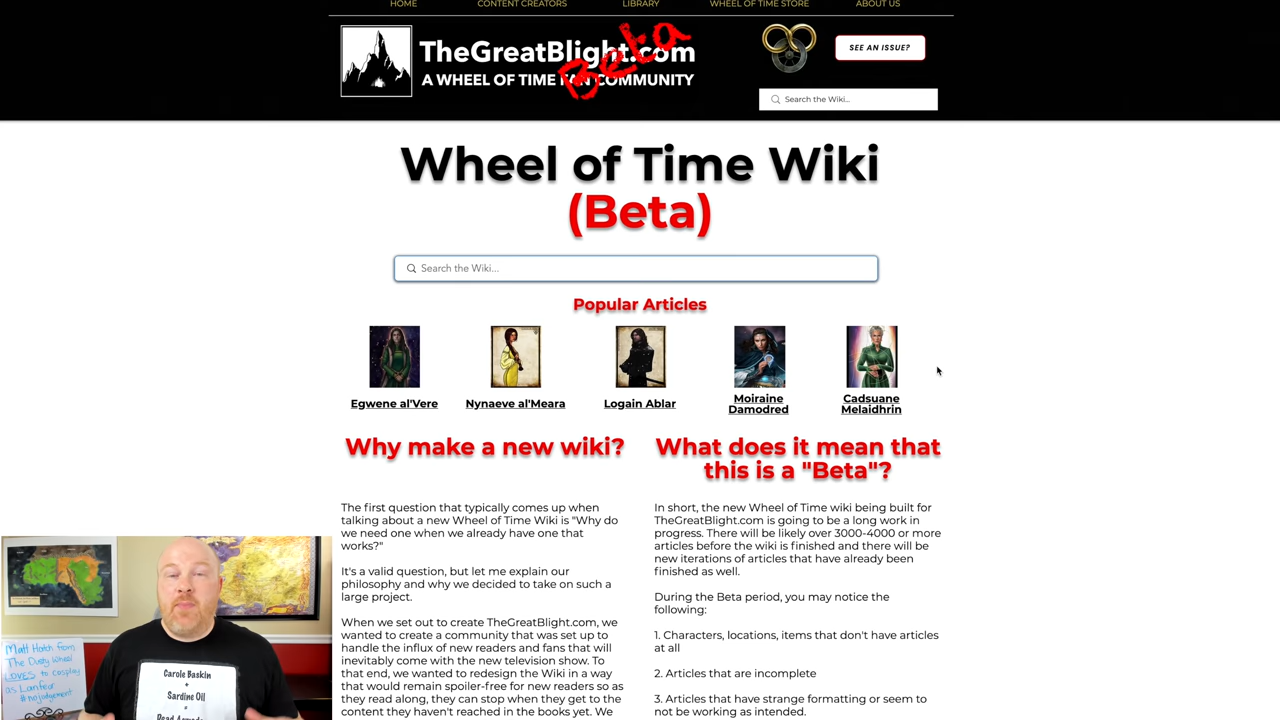 HOME CONTENT CREATORS LIBRARY WHEEL OF TIME STORE ABOUT US
TheGreatBlight.com
A WHEEL OF TIME FAN COMMUNITY
Beta
SEE AN ISSUE?
Search the Wiki...
Wheel of Time Wiki
(Beta)
Search the Wiki...
Popular Articles
Egwene al'Vere
Nynaeve al'Meara
Logain Ablar
Moiraine
Damodred
Cadsuane
Melaidhrin
Why make a new wiki?
The first question that typically comes up when
talking about a new Wheel of Time Wiki is "Why do
we need one when we already have one that
works?"
It's a valid question, but let me explain our
philosophy and why we decided to take on such a
large project.
When we set out to create TheGreatBlight.com, we
wanted to create a community that was set up to
handle the influx of new readers and fans that will
inevitably come with the new television show. To
that end, we wanted to redesign the Wiki in a way
that would remain spoiler-free for new readers so as
they read along, they can stop when they get to the
content they haven't reached in the books yet. We
What does it mean that
this is a "Beta"?
In short, the new Wheel of Time wiki being built for
TheGreatBlight.com is going to be a long work in
progress. There will be likely over 3000-4000 or more
articles before the wiki is finished and there will be
new iterations of articles that have already been
finished as well.
During the Beta period, you may notice the
following:
1. Characters, locations, items that don't have articles
at all
2. Articles that are incomplete
3. Articles that have strange formatting or seem to
not be working as intended.
Matt Hatch from
The Dusty Wheel
LOVES to cosplay
as Lanfear
#nojudgement
Carole Baskin
+
Sardine Oil
=